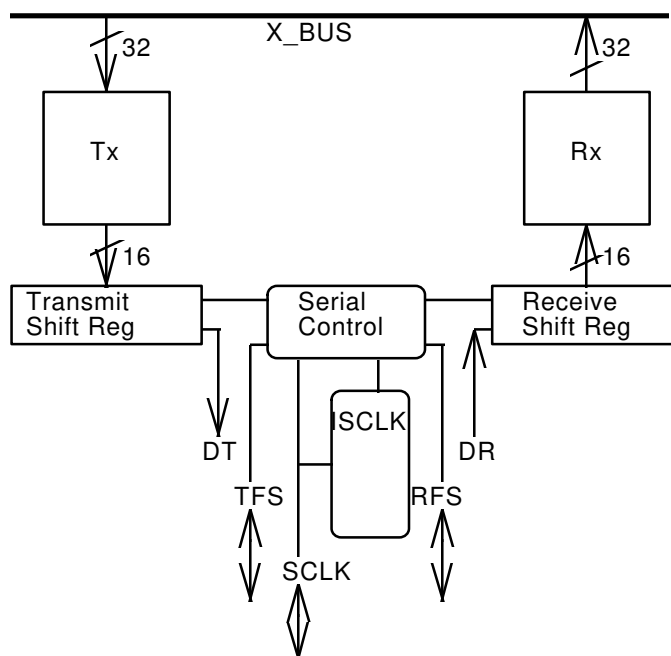 X_BUS
32
32
Tx
Rx
16
16
Transmit
Shift Reg
Serial
Control
Receive
Shift Reg
ISCLK
DT
DR
TFS
RFS
SCLK